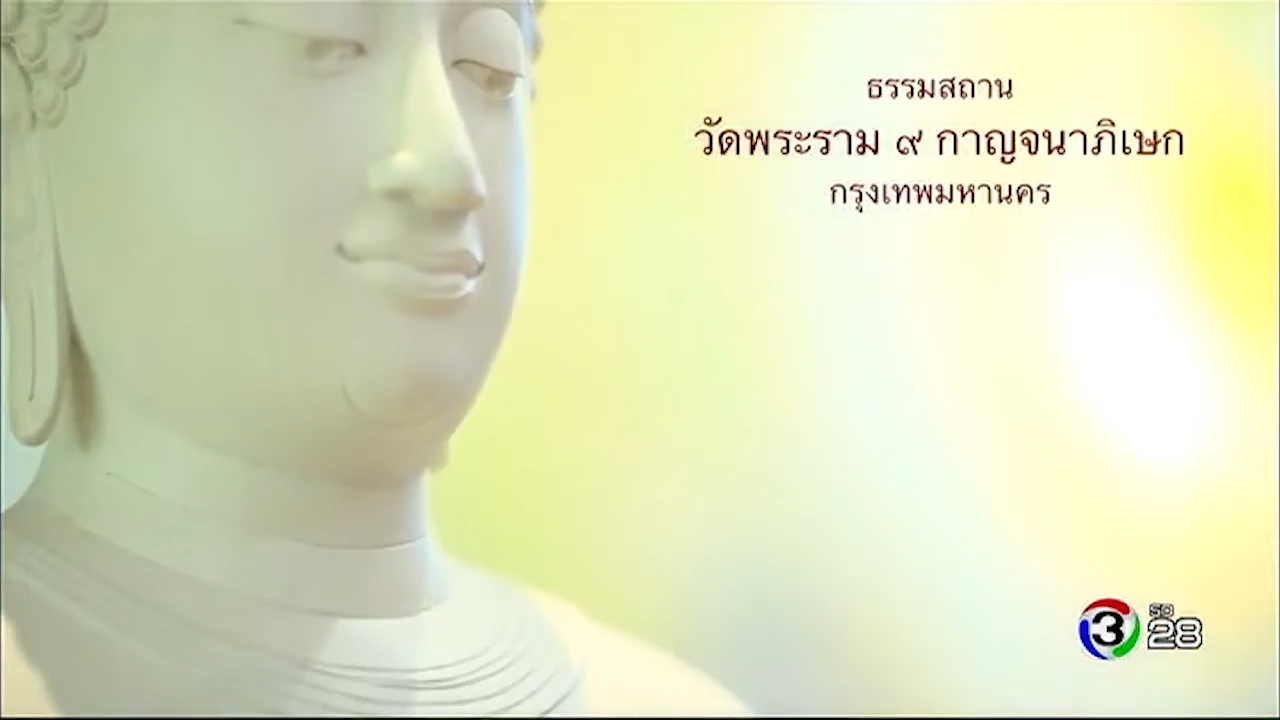 ธรรมสถาน
วัดพระราม ๙ กาญจนาภิเษก
กรุงเทพมหานคร
3 SD
28